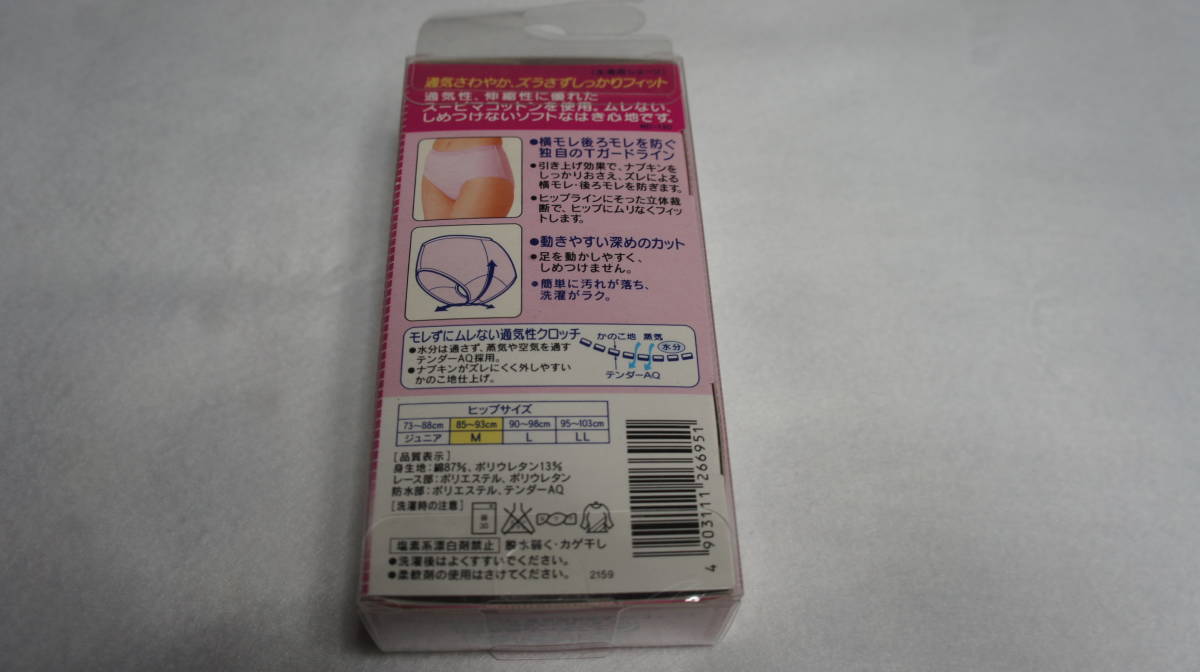 通気さわやか、ズラさずしっかりフィット
通気性、伸縮性に優れた
スーピマコットンを使用。ムレない、
しめつけないソフトなはき心地です。
●横モレ後ろモレを防ぐ
独自のTガードライン
●引き上げ効果で、ナプキンを
しっかりおさえ、ズレによる
横モレ・後ろモレを防ぎます。
●ヒップラインにそった立体裁
断で、ヒップにムリなくフィッ
トします。
●動きやすい深めのカット
●足を動かしやすく、
しめつけません。
●簡単に汚れが落ち、
洗濯がラク。
モレずにムレない通気性クロッチ
●水分は通さず、蒸気や空気を通す
テンダーAQ採用。
●ナプキンがズレにくく外しやすい
かのこ地仕上げ。
かのこ地 蒸気
水分
テンダーAQ
ヒップサイズ
73〜88cm 85〜93cm 90〜98cm 95〜103cm
ジュニア M L LL
[品質表示]
身生地:綿87%、ポリウレタン13%
レース部:ポリエステル、ポリウレタン
防水部:ポリエステル、テンダーAQ
[洗濯時の注意]
塩素系漂白剤禁止 脱水弱く・カゲ干し
●洗濯後はよくすすいでください。
●柔軟剤の使用はさけてください。 2159
4 903111 266951